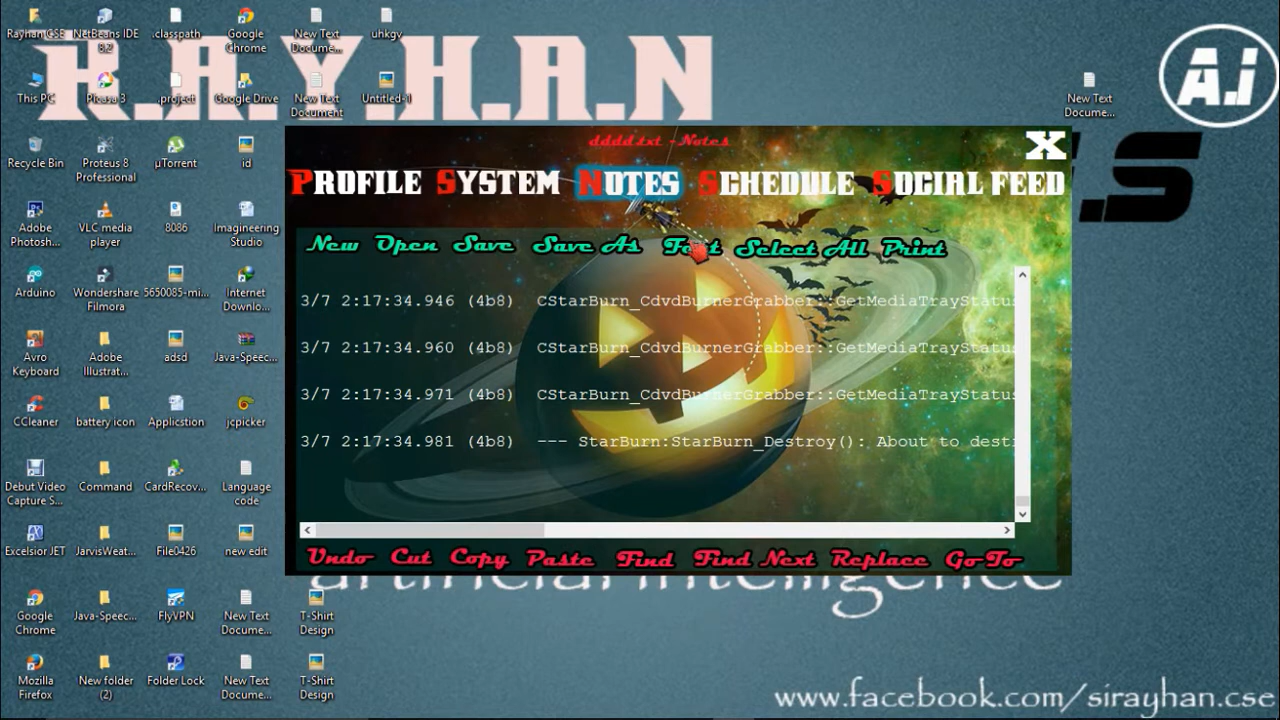 R.A.Y.H.A.N
A.I
.S
Rayhan CSE
NetBeans IDE 8.2
.classpath
Google Chrome
New Text Docume...
uhkgv
This PC
Picasa 3
.project
Google Drive
New Text Document
Untitled-1
New Text Docume...
Recycle Bin
Proteus 8 Professional
µTorrent
id
Adobe Photosh...
VLC media player
8086
Imagineering Studio
Arduino
Wondershare Filmora
5650085-mi...
Internet Downlo...
Avro Keyboard
Adobe Illustrat...
adsd
Java-Speec...
CCleaner
battery icon
Applicstion
jcpicker
Debut Video Capture S...
Command
CardRecov...
Language code
Excelsior JET
JarvisWeat...
File0426
new edit
Google Chrome
Java-Speec...
FlyVPN
New Text Docume...
T-Shirt Design
Mozilla Firefox
New folder (2)
Folder Lock
New Text Docume...
T-Shirt Design
dddd.txt -Notes
X
PROFILE SYSTEM NOTES SCHEDULE SOCIAL FEED
New Open Save Save As Font Select All Print
3/7 2:17:34.946 (4b8) CStarBurn_CdvdBurnerGrabber::GetMediaTrayStatus
3/7 2:17:34.960 (4b8) CStarBurn_CdvdBurnerGrabber::GetMediaTrayStatus
3/7 2:17:34.971 (4b8) CStarBurn_CdvdBurnerGrabber::GetMediaTrayStatus
3/7 2:17:34.981 (4b8) --- StarBurn:StarBurn_Destroy(): About to desti
Undo Cut Copy Paste Find Find Next Replace Go To
artificial intelligence
www.facebook.com/sirayhan.cse